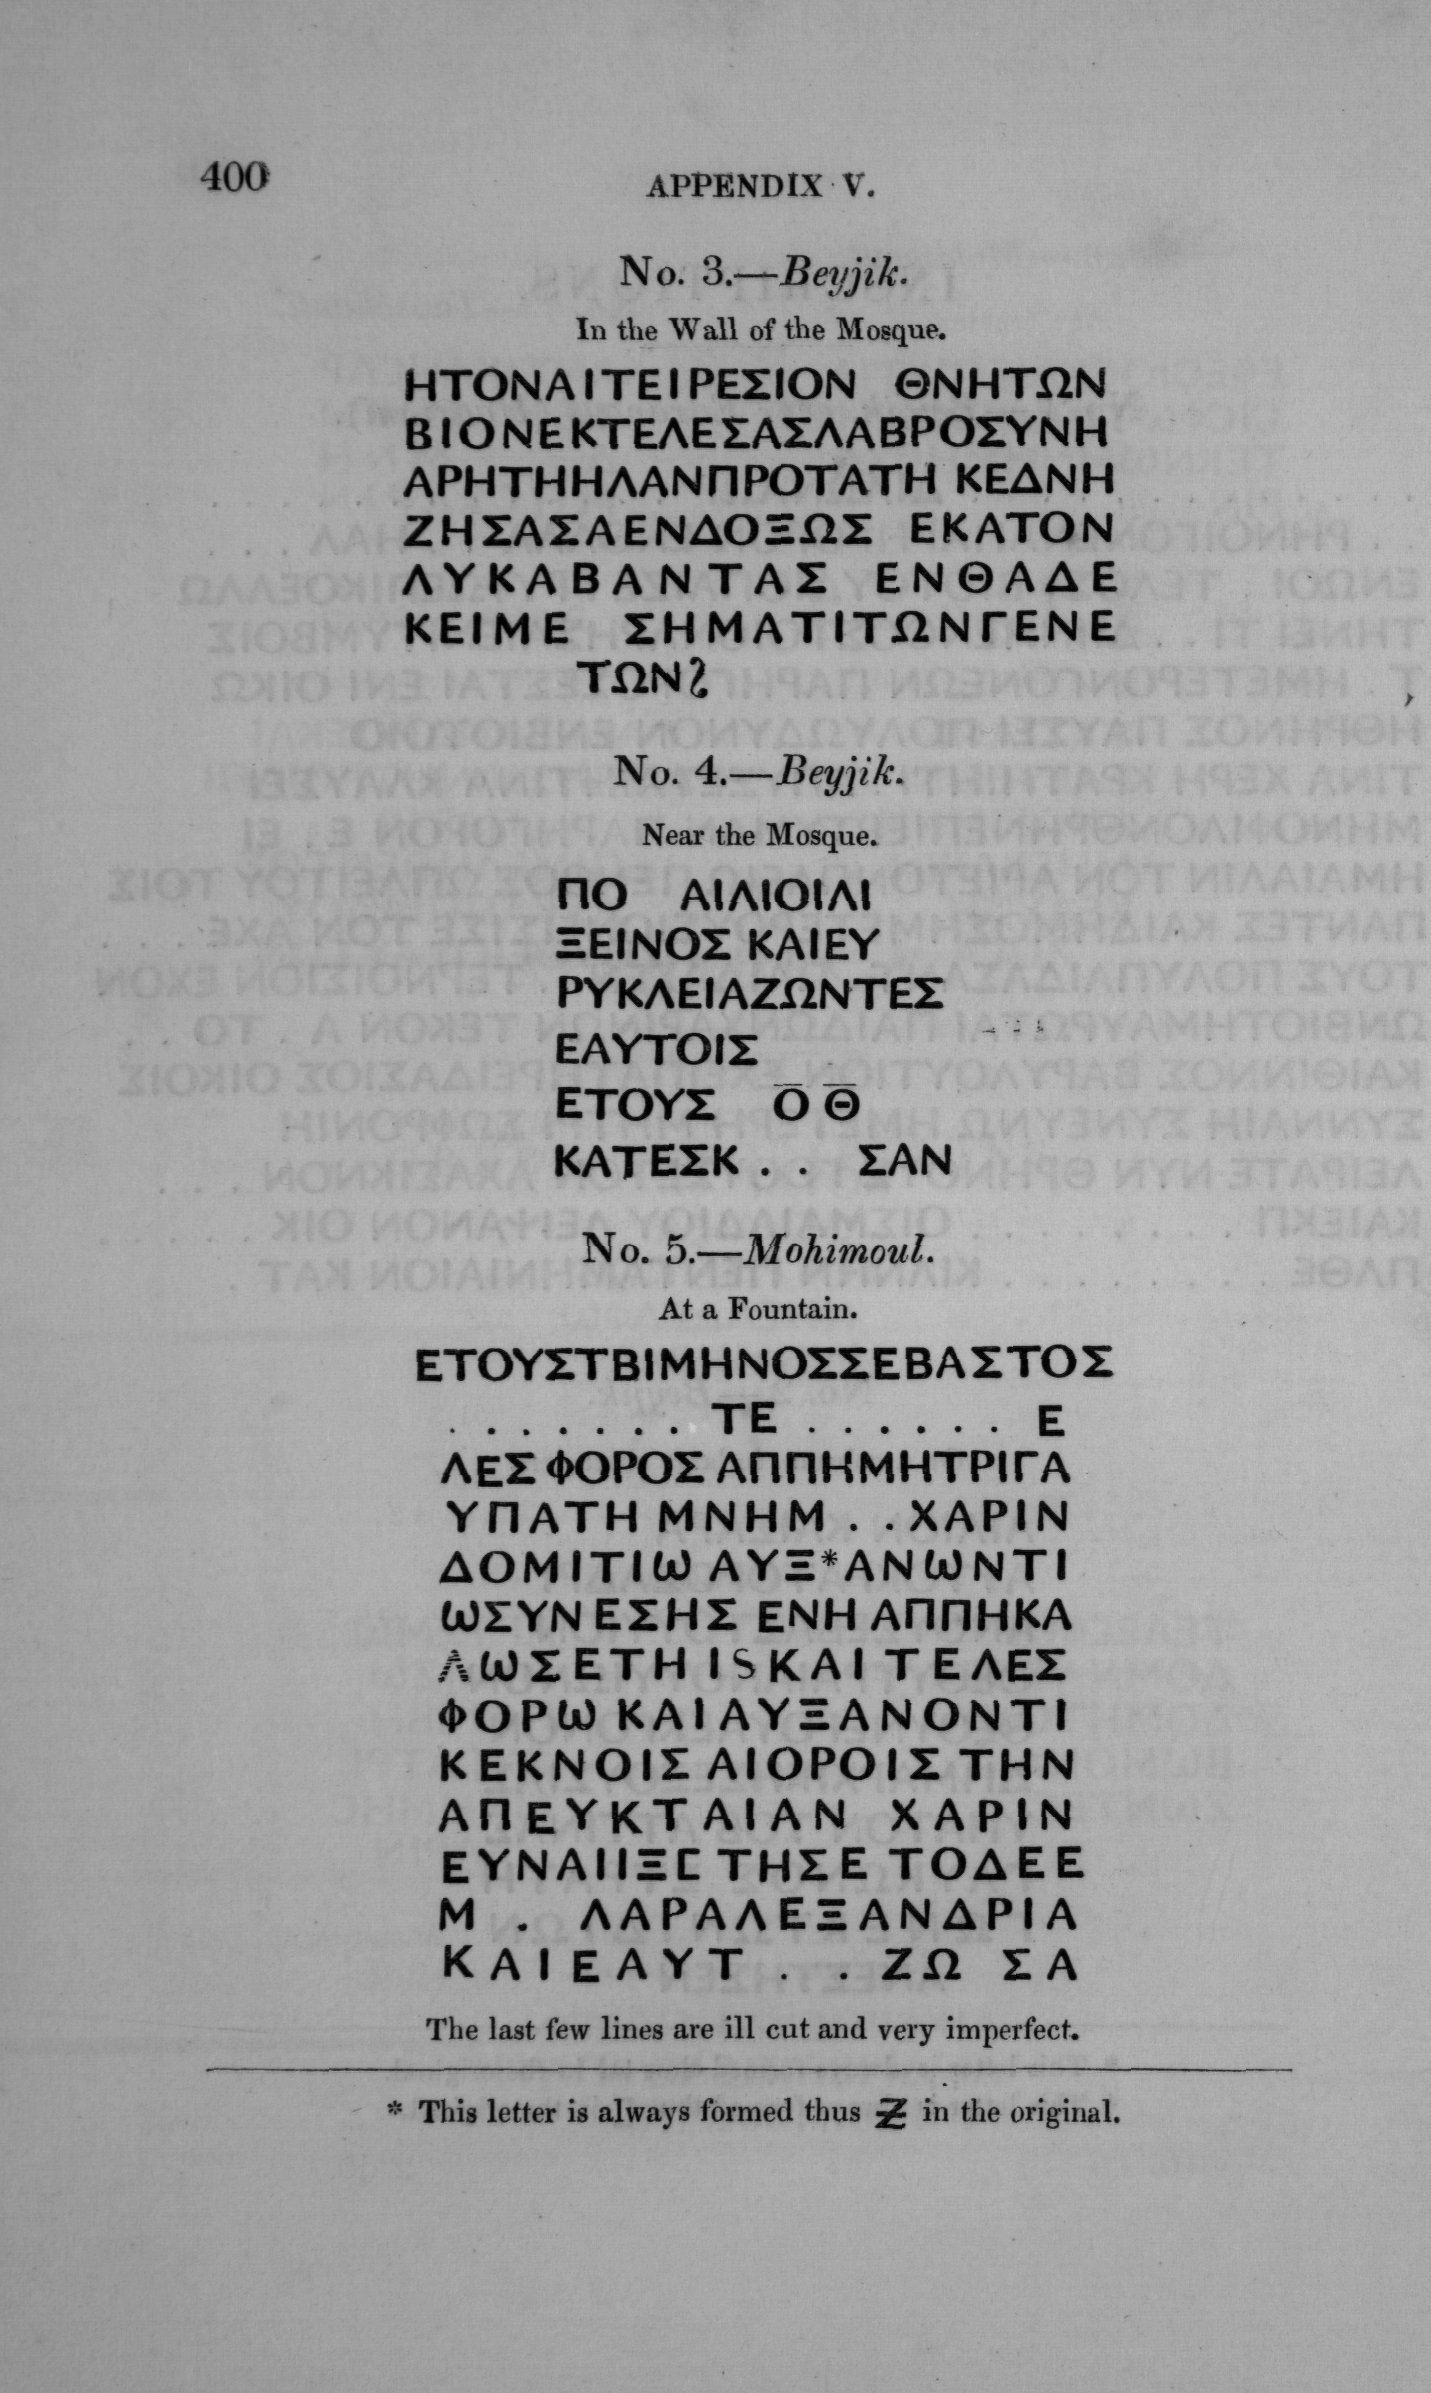 400
APPENDIX V.
No. 3.—Beyjik.
In the Wall of the Mosque.
ΗΤΟΝΑΙΤΕΙΡΕΣΙΟΝ ΘΝΗΤΩΝ
ΒΙΟΝΕΚΤΕΛΕΣΑΣΛΑΒΡΟΣΥΝΗ
ΑΡΗΤΗΗΛΑΝΠΡΟΤΑΤΗ ΚΕΔΝΗ
ΖΗΣΑΣΑΕΝΔΟΞΩΣ ΕΚΑΤΟΝ
ΛΥΚΑΒΑΝΤΑΣ ΕΝΘΑΔΕ
ΚΕΙΜΕ ΣΗΜΑΤΙΤΩΝΓΕΝΕ
ΤΩΝ
No. 4.—Beyjik.
Near the Mosque.
ΠΟ ΑΙΛΙΟΙΛΙ
ΞΕΙΝΟΣ ΚΑΙΕΥ
ΡΥΚΛΕΙΑΖΩΝΤΕΣ
ΕΑΥΤΟΙΣ
ΕΤΟΥΣ Ο̅ Θ̅
ΚΑΤΕΣΚ . . ΣΑΝ
No. 5.—Mohimoul.
At a Fountain.
ΕΤΟΥΣΤΒΙΜΗΝΟΣΣΕΒΑΣΤΟΣ
. . . . . . . ΤΕ . . . . . . Ε
ΛΕΣ ΦΟΡΟΣ ΑΠΠΗΜΗΤΡΙΓΑ
ΥΠΑΤΗ ΜΝΗΜ . . ΧΑΡΙΝ
ΔΟΜΙΤΙω ΑΥΞ*ΑΝωΝΤΙ
ωΣΥΝ ΕΣΗΣ ΕΝΗ ΑΠΠΗΚΑ
ΛωΣΕΤΗ ΙSΚΑΙ ΤΕΛΕΣ
ΦΟΡω ΚΑΙ ΑΥΞΑΝΟΝΤΙ
ΚΕΚΝΟΙΣ ΑΙΟΡΟΙΣ ΤΗΝ
ΑΠΕΥΚΤΑΙΑΝ ΧΑΡΙΝ
ΕΥΝΑΙΙΞ[ ΤΗΣΕ ΤΟΔΕΕ
Μ . ΛΑΡΑΛΕΞΑΝΔΡΙΑ
ΚΑΙΕΑΥΤ . . ΖΩ ΣΑ
The last few lines are ill cut and very imperfect.
* This letter is always formed thus Ƶ in the original.